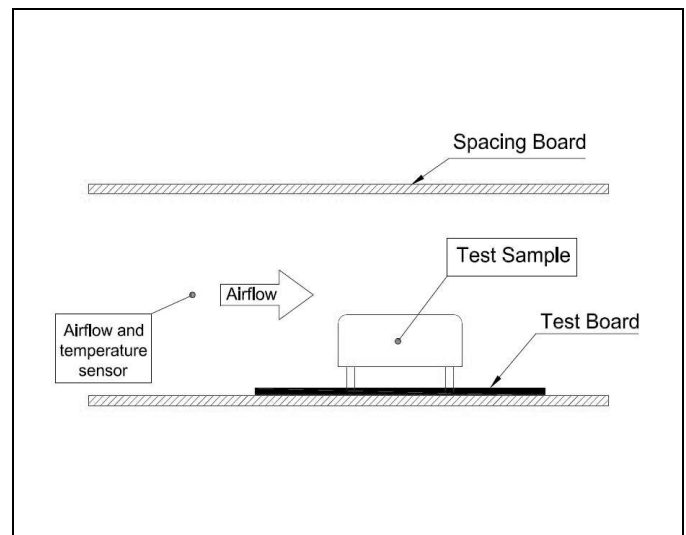 Spacing Board
Test Sample
Airflow
Test Board
Airflow and
temperature
sensor